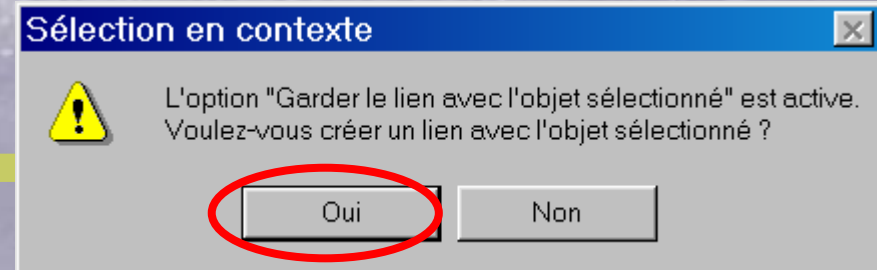 Sélection en contexte
L'option "Garder le lien avec l'objet sélectionné" est active.
Voulez-vous créer un lien avec l'objet sélectionné ?
Oui
Non